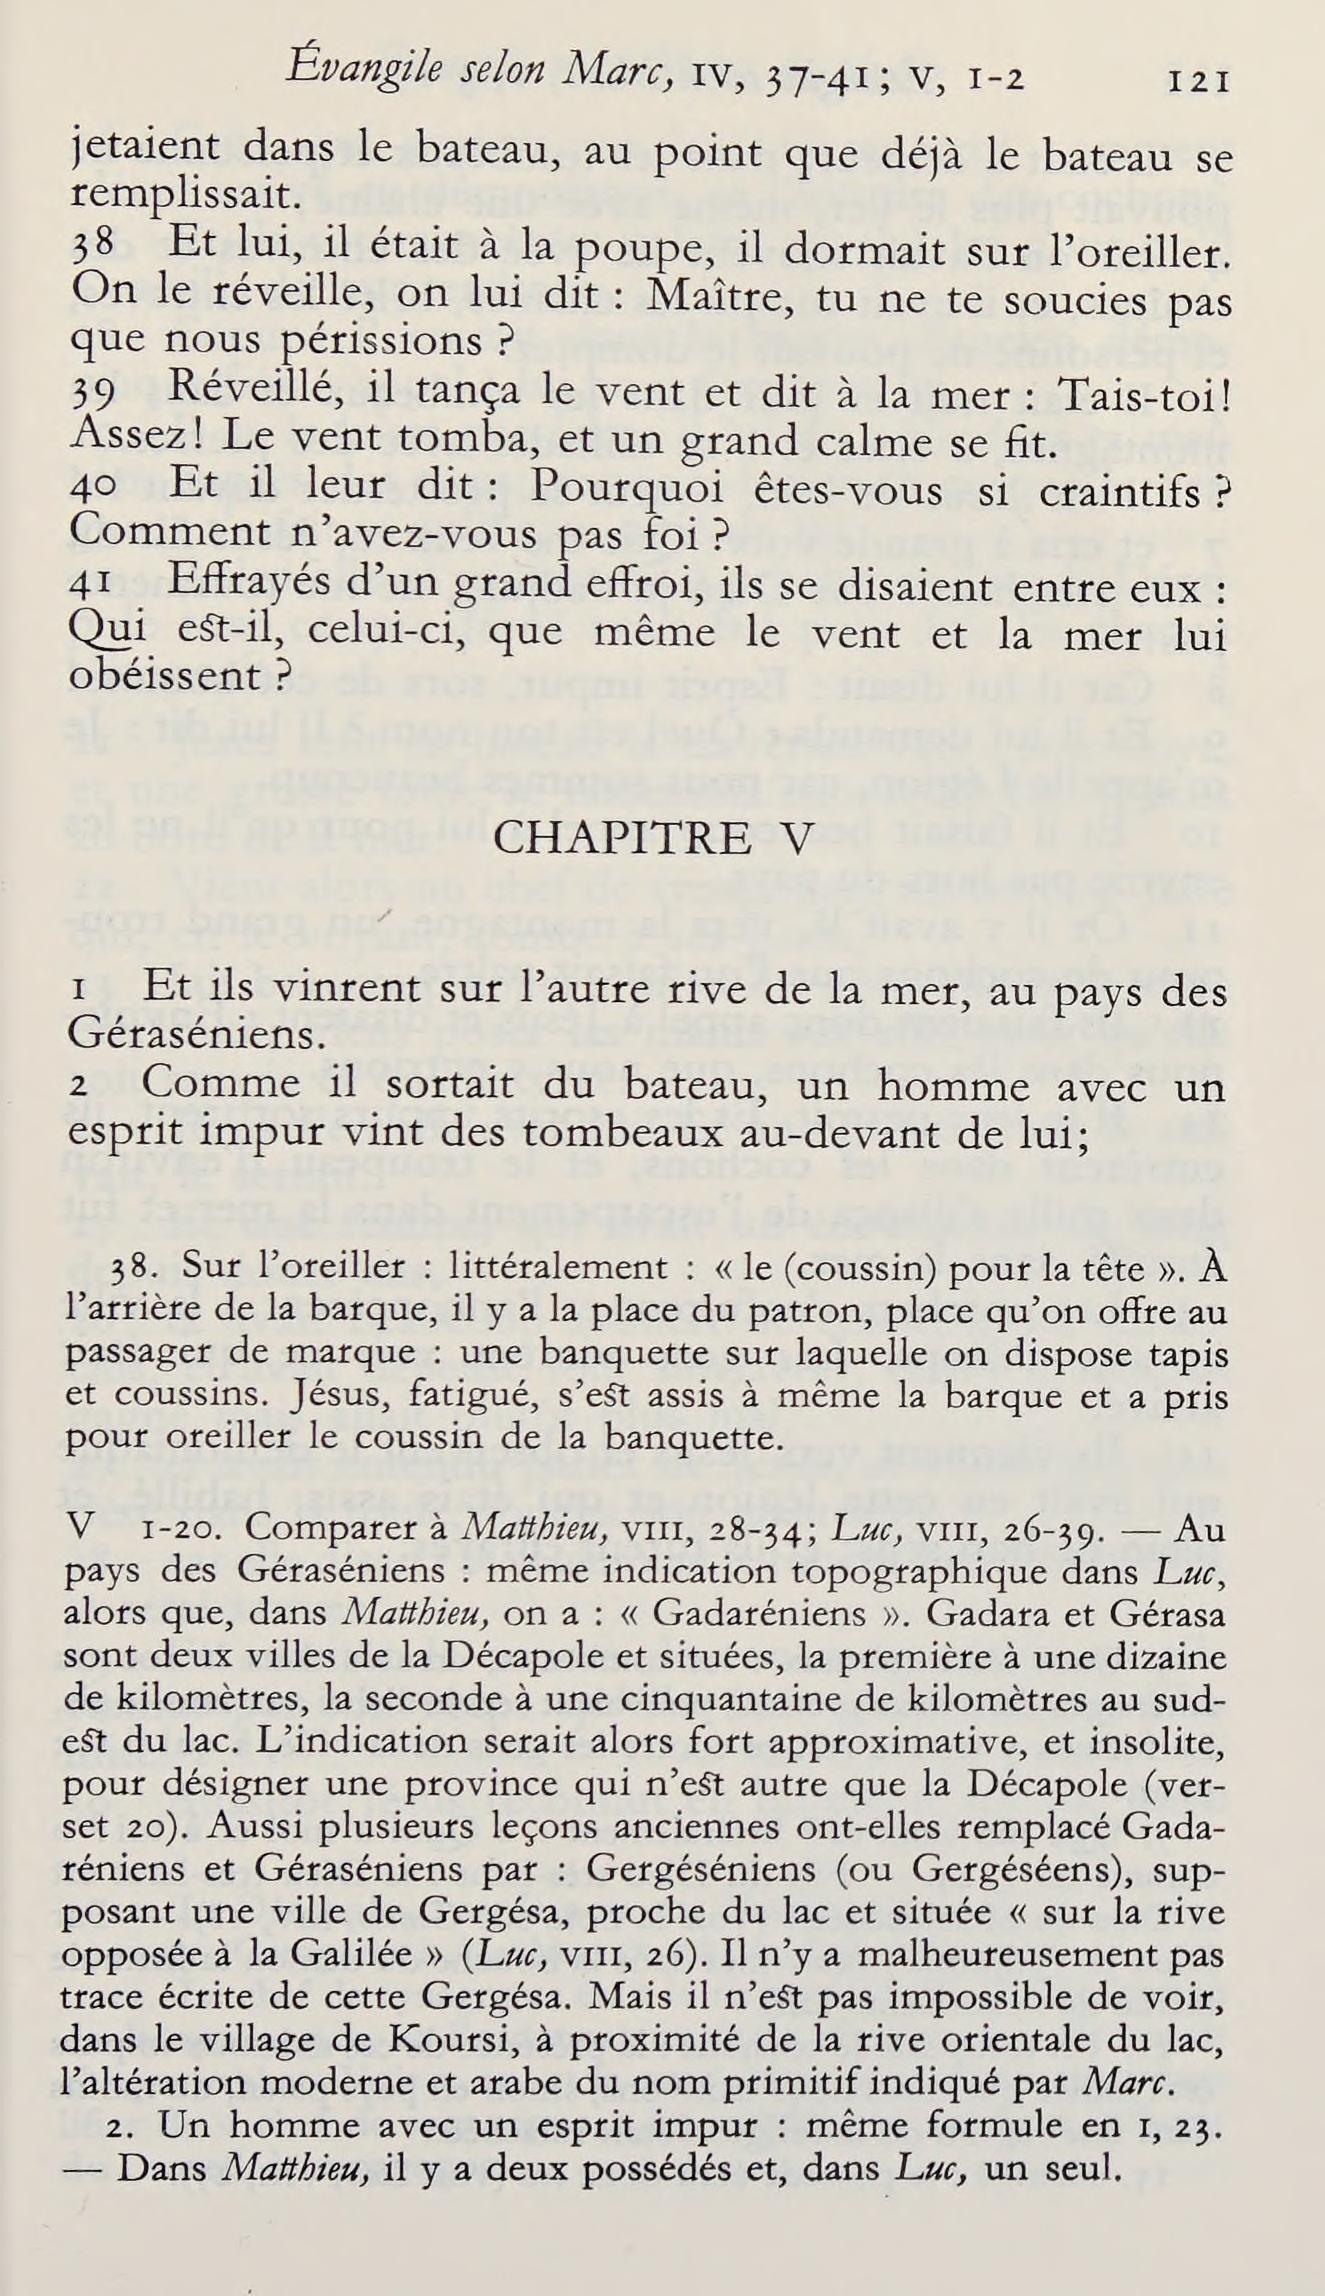 Évangile selon Marc, IV, 37-41; V, 1-2 121
jetaient dans le bateau, au point que déjà le bateau se
remplissait.
38 Et lui, il était à la poupe, il dormait sur l’oreiller.
On le réveille, on lui dit : Maître, tu ne te soucies pas
que nous périssions ?
39 Réveillé, il tança le vent et dit à la mer : Tais-toi!
Assez! Le vent tomba, et un grand calme se fit.
40 Et il leur dit : Pourquoi êtes-vous si craintifs ?
Comment n’avez-vous pas foi ?
41 Effrayés d’un grand effroi, ils se disaient entre eux :
Qui est-il, celui-ci, que même le vent et la mer lui
obéissent ?
CHAPITRE V
1 Et ils vinrent sur l’autre rive de la mer, au pays des
Géraséniens.
2 Comme il sortait du bateau, un homme avec un
esprit impur vint des tombeaux au-devant de lui;
38. Sur l’oreiller : littéralement : « le (coussin) pour la tête ». À
l’arrière de la barque, il y a la place du patron, place qu’on offre au
passager de marque : une banquette sur laquelle on dispose tapis
et coussins. Jésus, fatigué, s’est assis à même la barque et a pris
pour oreiller le coussin de la banquette.
V 1-20. Comparer à Matthieu, VIII, 28-34; Luc, VIII, 26-39. — Au
pays des Géraséniens : même indication topographique dans Luc,
alors que, dans Matthieu, on a : « Gadaréniens ». Gadara et Gérasa
sont deux villes de la Décapole et situées, la première à une dizaine
de kilomètres, la seconde à une cinquantaine de kilomètres au sud-
est du lac. L’indication serait alors fort approximative, et insolite,
pour désigner une province qui n’est autre que la Décapole (ver-
set 20). Aussi plusieurs leçons anciennes ont-elles remplacé Gada-
réniens et Géraséniens par : Gergéséniens (ou Gergéséens), sup-
posant une ville de Gergésa, proche du lac et située « sur la rive
opposée à la Galilée » (Luc, VIII, 26). Il n’y a malheureusement pas
trace écrite de cette Gergésa. Mais il n’est pas impossible de voir,
dans le village de Koursi, à proximité de la rive orientale du lac,
l’altération moderne et arabe du nom primitif indiqué par Marc.
2. Un homme avec un esprit impur : même formule en I, 23.
— Dans Matthieu, il y a deux possédés et, dans Luc, un seul.